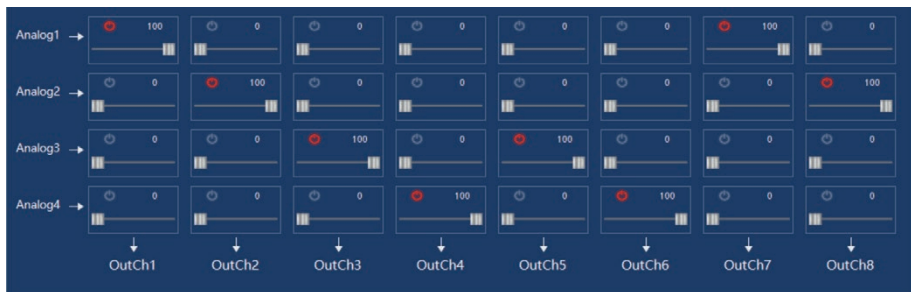 Analog1 → 100 0 0 0 0 0 100 0
Analog2 → 0 100 0 0 0 0 0 100
Analog3 → 0 0 100 0 100 0 0 0
Analog4 → 0 0 0 100 0 100 0 0
OutCh1 OutCh2 OutCh3 OutCh4 OutCh5 OutCh6 OutCh7 OutCh8